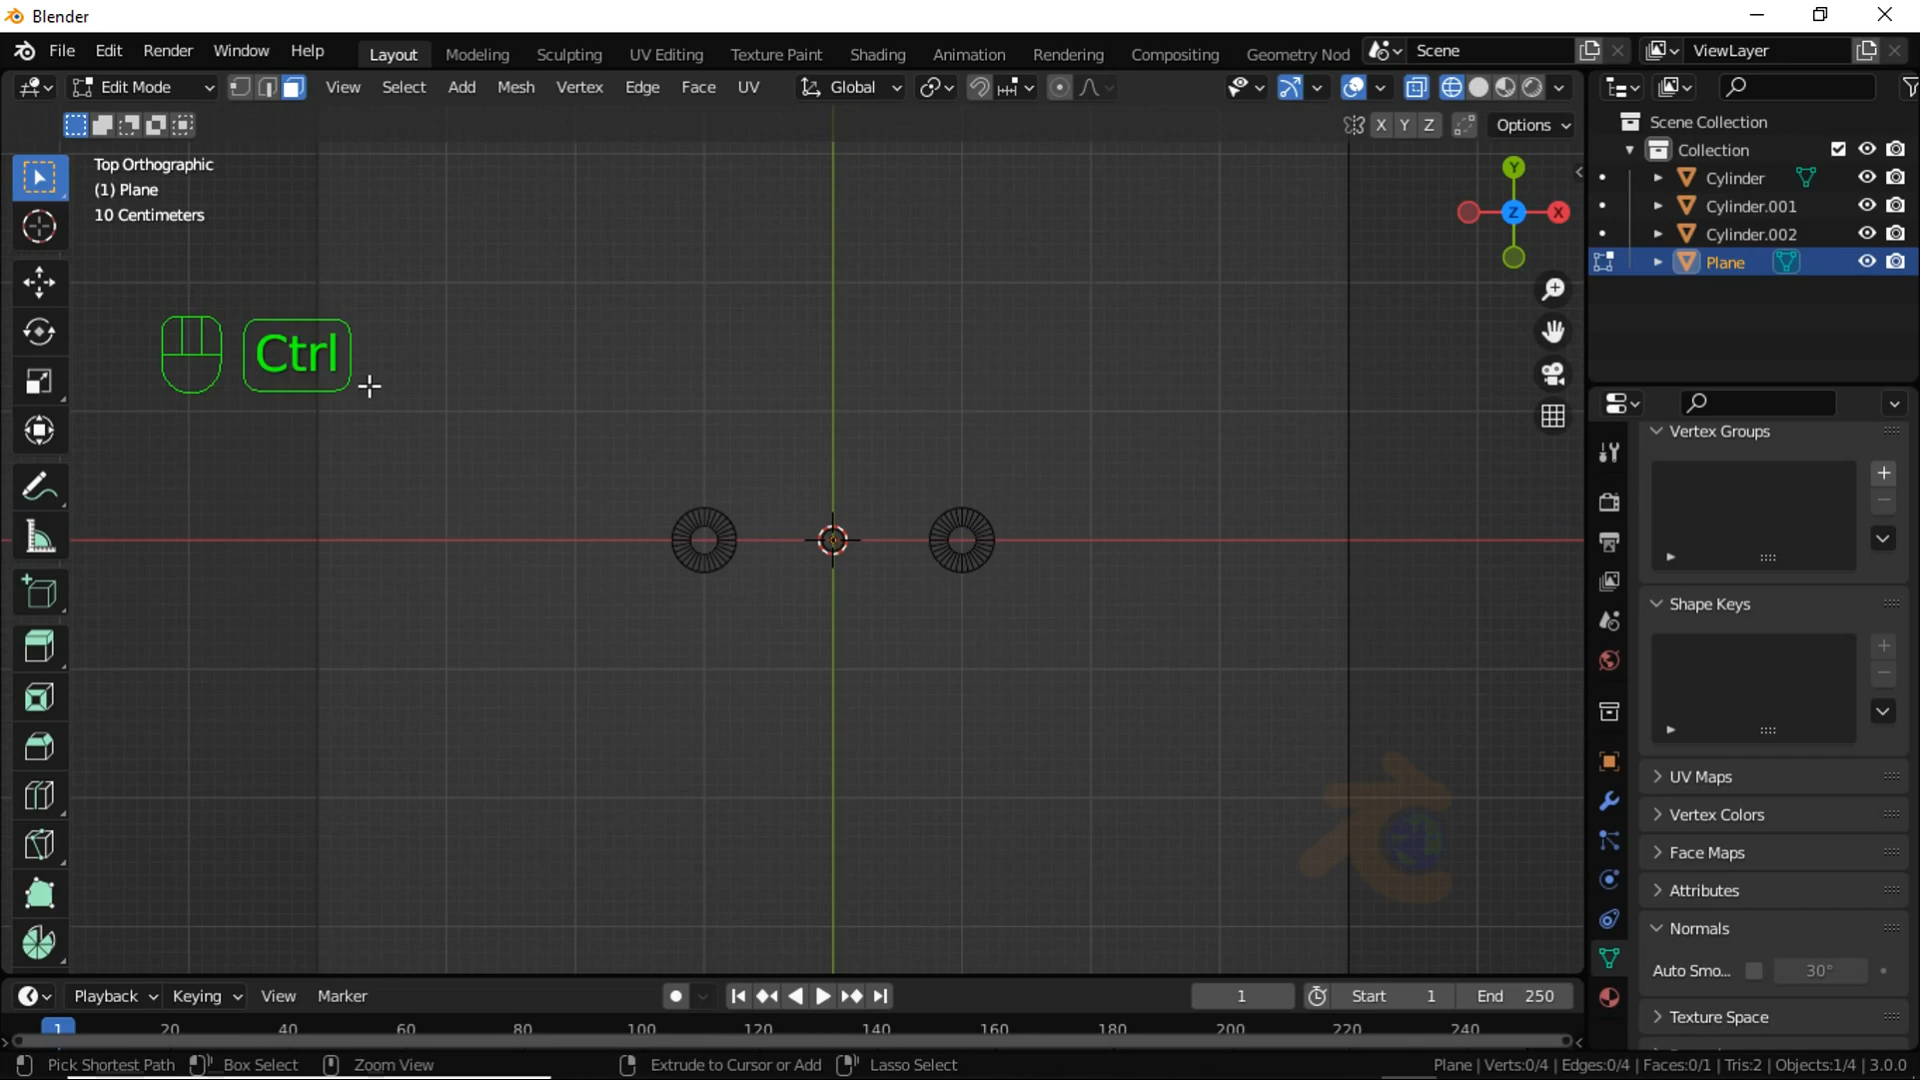 Blender
File Edit Render Window Help Layout Modeling Sculpting UV Editing Texture Paint Shading Animation Rendering Compositing Geometry Nod Scene ViewLayer
Edit Mode View Select Add Mesh Vertex Edge Face UV Global
X Y Z Options
Top Orthographic
(1) Plane
10 Centimeters
Y
X
Z
Ctrl
Scene Collection
Collection
Cylinder
Cylinder.001
Cylinder.002
Plane
Vertex Groups
Shape Keys
UV Maps
Vertex Colors
Face Maps
Attributes
Normals
Auto Smo... 30°
Texture Space
Playback Keying View Marker 1 Start 1 End 250
1 20 40 60 80 100 120 140 160 180 200 220 240
Pick Shortest Path Box Select Zoom View Extrude to Cursor or Add Lasso Select Plane | Verts:0/4 | Edges:0/4 | Faces:0/1 | Tris:2 | Objects:1/4 | 3.0.0